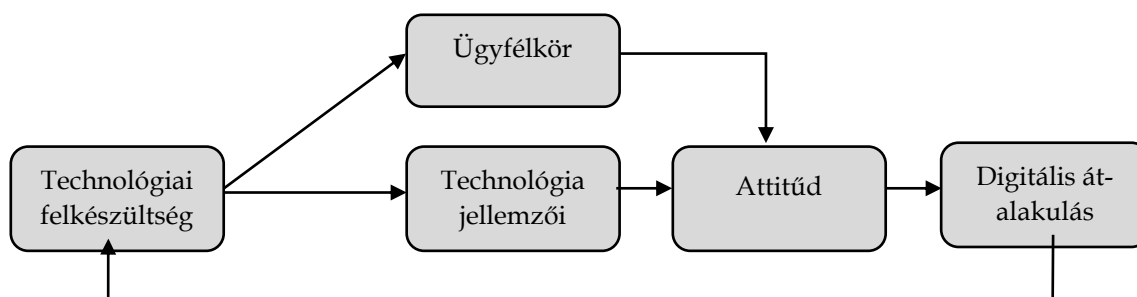 Ügyfélkör
Technológiai
felkészültség
Technológia
jellemzői
Attitűd
Digitális át-
alakulás